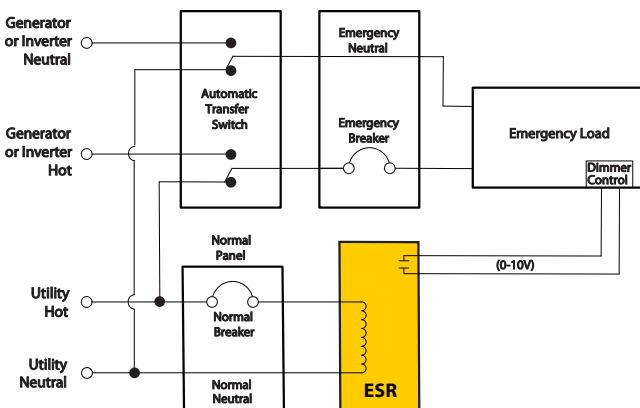 Generator
or Inverter
Neutral
Automatic
Transfer
Switch
Emergency
Neutral
Generator
or Inverter
Hot
Emergency
Breaker
Emergency Load
Dimmer
Control
Normal
Panel
(0-10V)
Utility
Hot
Normal
Breaker
Utility
Neutral
Normal
Neutral
ESR